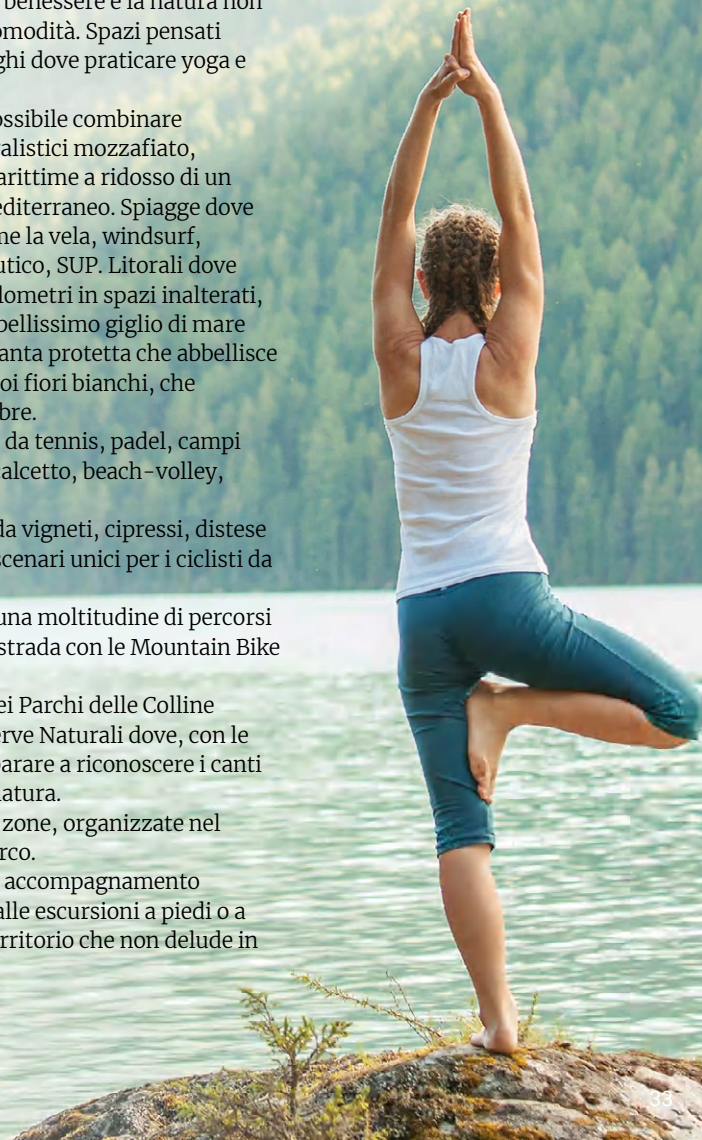 benessere e la natura non
omodità. Spazi pensati
ghi dove praticare yoga e
ossibile combinare
alistici mozzafiato,
arittime a ridosso di un
editerraneo. Spiagge dove
me la vela, windsurf,
utico, SUP. Litorali dove
lometri in spazi inalterati,
bellissimo giglio di mare
anta protetta che abbellisce
oi fiori bianchi, che
bre.
da tennis, padel, campi
calcetto, beach-volley,
da vigneti, cipressi, distese
scenari unici per i ciclisti da
una moltitudine di percorsi
strada con le Mountain Bike
ei Parchi delle Colline
erve Naturali dove, con le
parare a riconoscere i canti
natura.
zone, organizzate nel
rco.
accompagnamento
alle escursioni a piedi o a
rritorio che non delude in
33